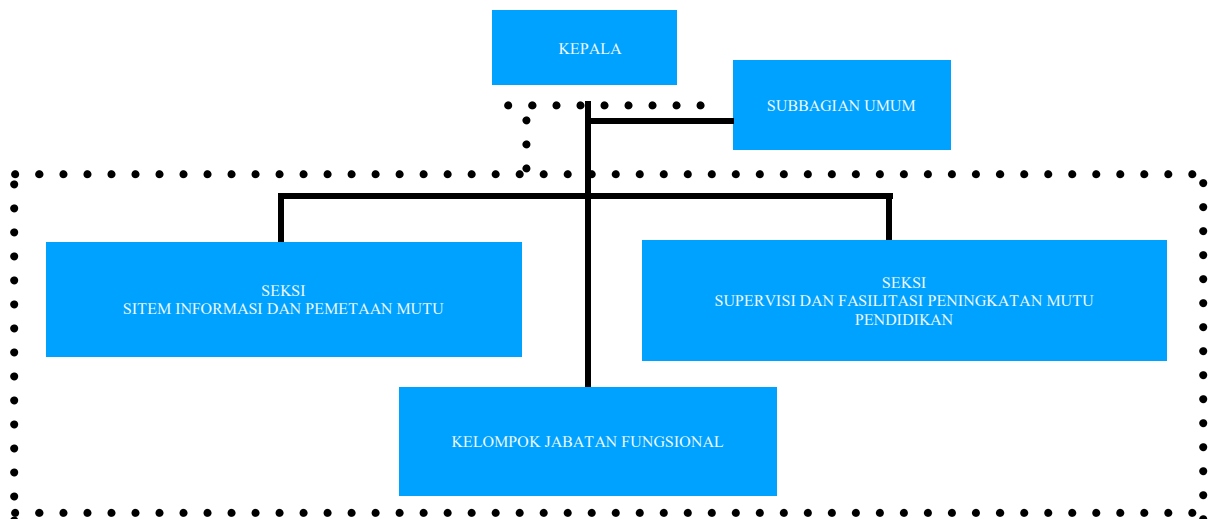 KEPALA
SUBBAGIAN UMUM
SEKSI
SITEM INFORMASI DAN PEMETAAN MUTU
SEKSI
SUPERVISI DAN FASILITASI PENINGKATAN MUTU
PENDIDIKAN
KELOMPOK JABATAN FUNGSIONAL